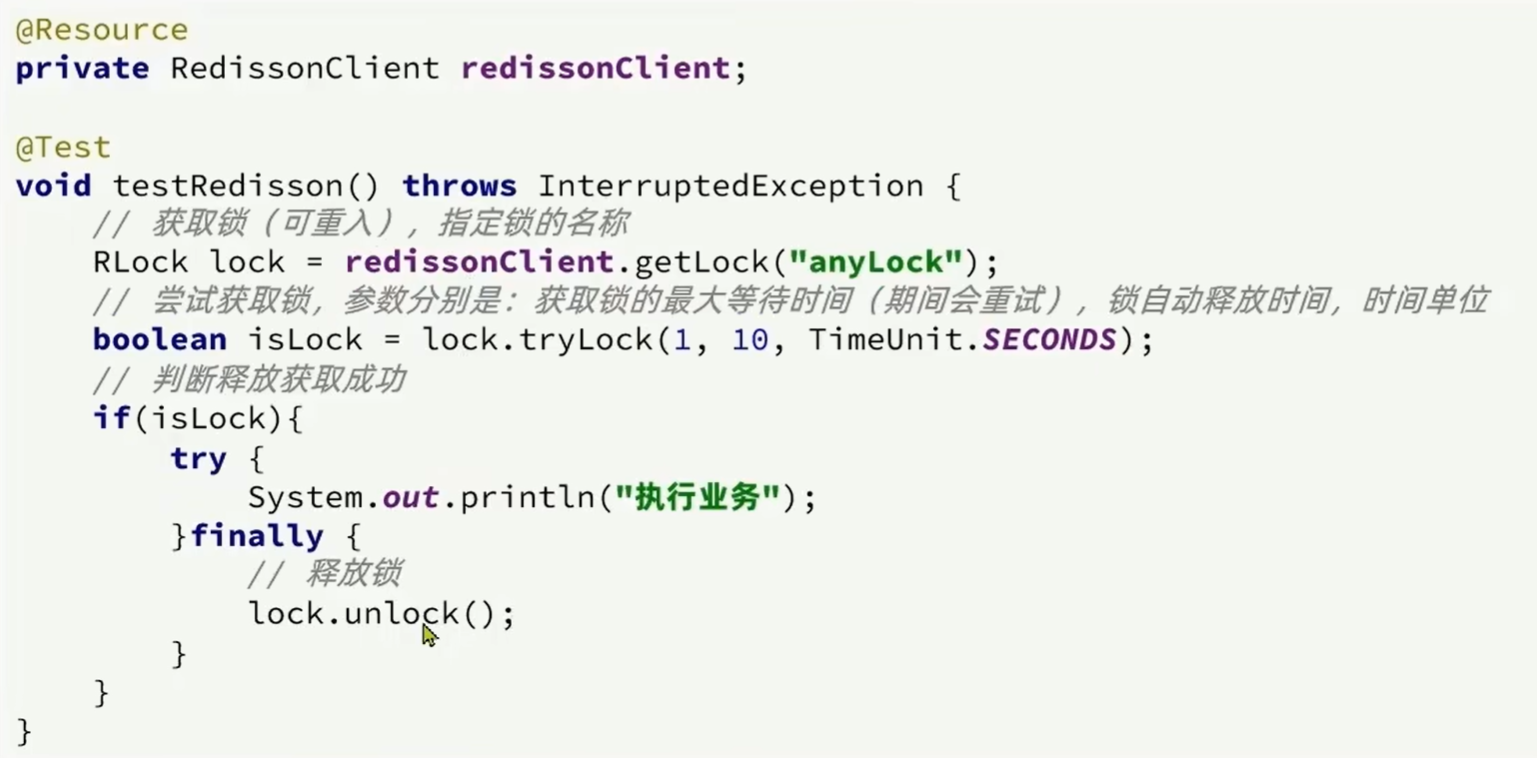 @Resource
private RedissonClient redissonClient;
@Test
void testRedisson() throws InterruptedException {
// 获取锁（可重入），指定锁的名称
RLock lock = redissonClient.getLock("anyLock");
// 尝试获取锁，参数分别是：获取锁的最大等待时间（期间会重试），锁自动释放时间，时间单位
boolean isLock = lock.tryLock(1, 10, TimeUnit.SECONDS);
// 判断释放获取成功
if(isLock){
try {
System.out.println("执行业务");
}finally {
// 释放锁
lock.unlock();
}
}
}